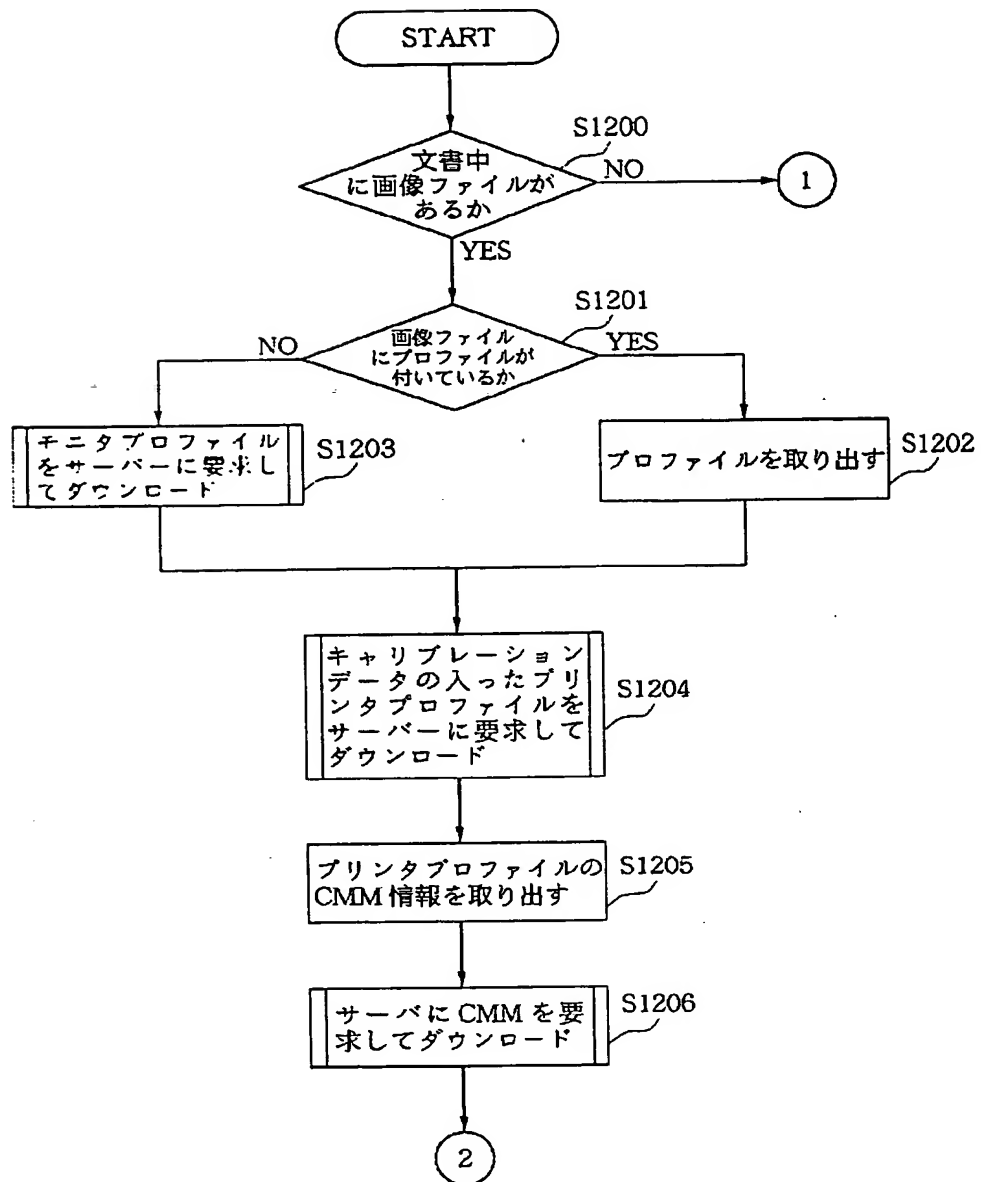 START
S1200
文書中
に画像ファイルが
あるか
NO
1
YES
S1201
画像ファイル
にプロファイルが
付いているか
NO
YES
モニタプロファイル
をサーバーに要求し
てダウンロード
S1203
プロファイルを取り出す
S1202
キャリブレーション
データの入ったプリ
ンタプロファイルを
サーバーに要求して
ダウンロード
S1204
プリンタプロファイルの
CMM情報を取り出す
S1205
サーバにCMMを要
求してダウンロード
S1206
2